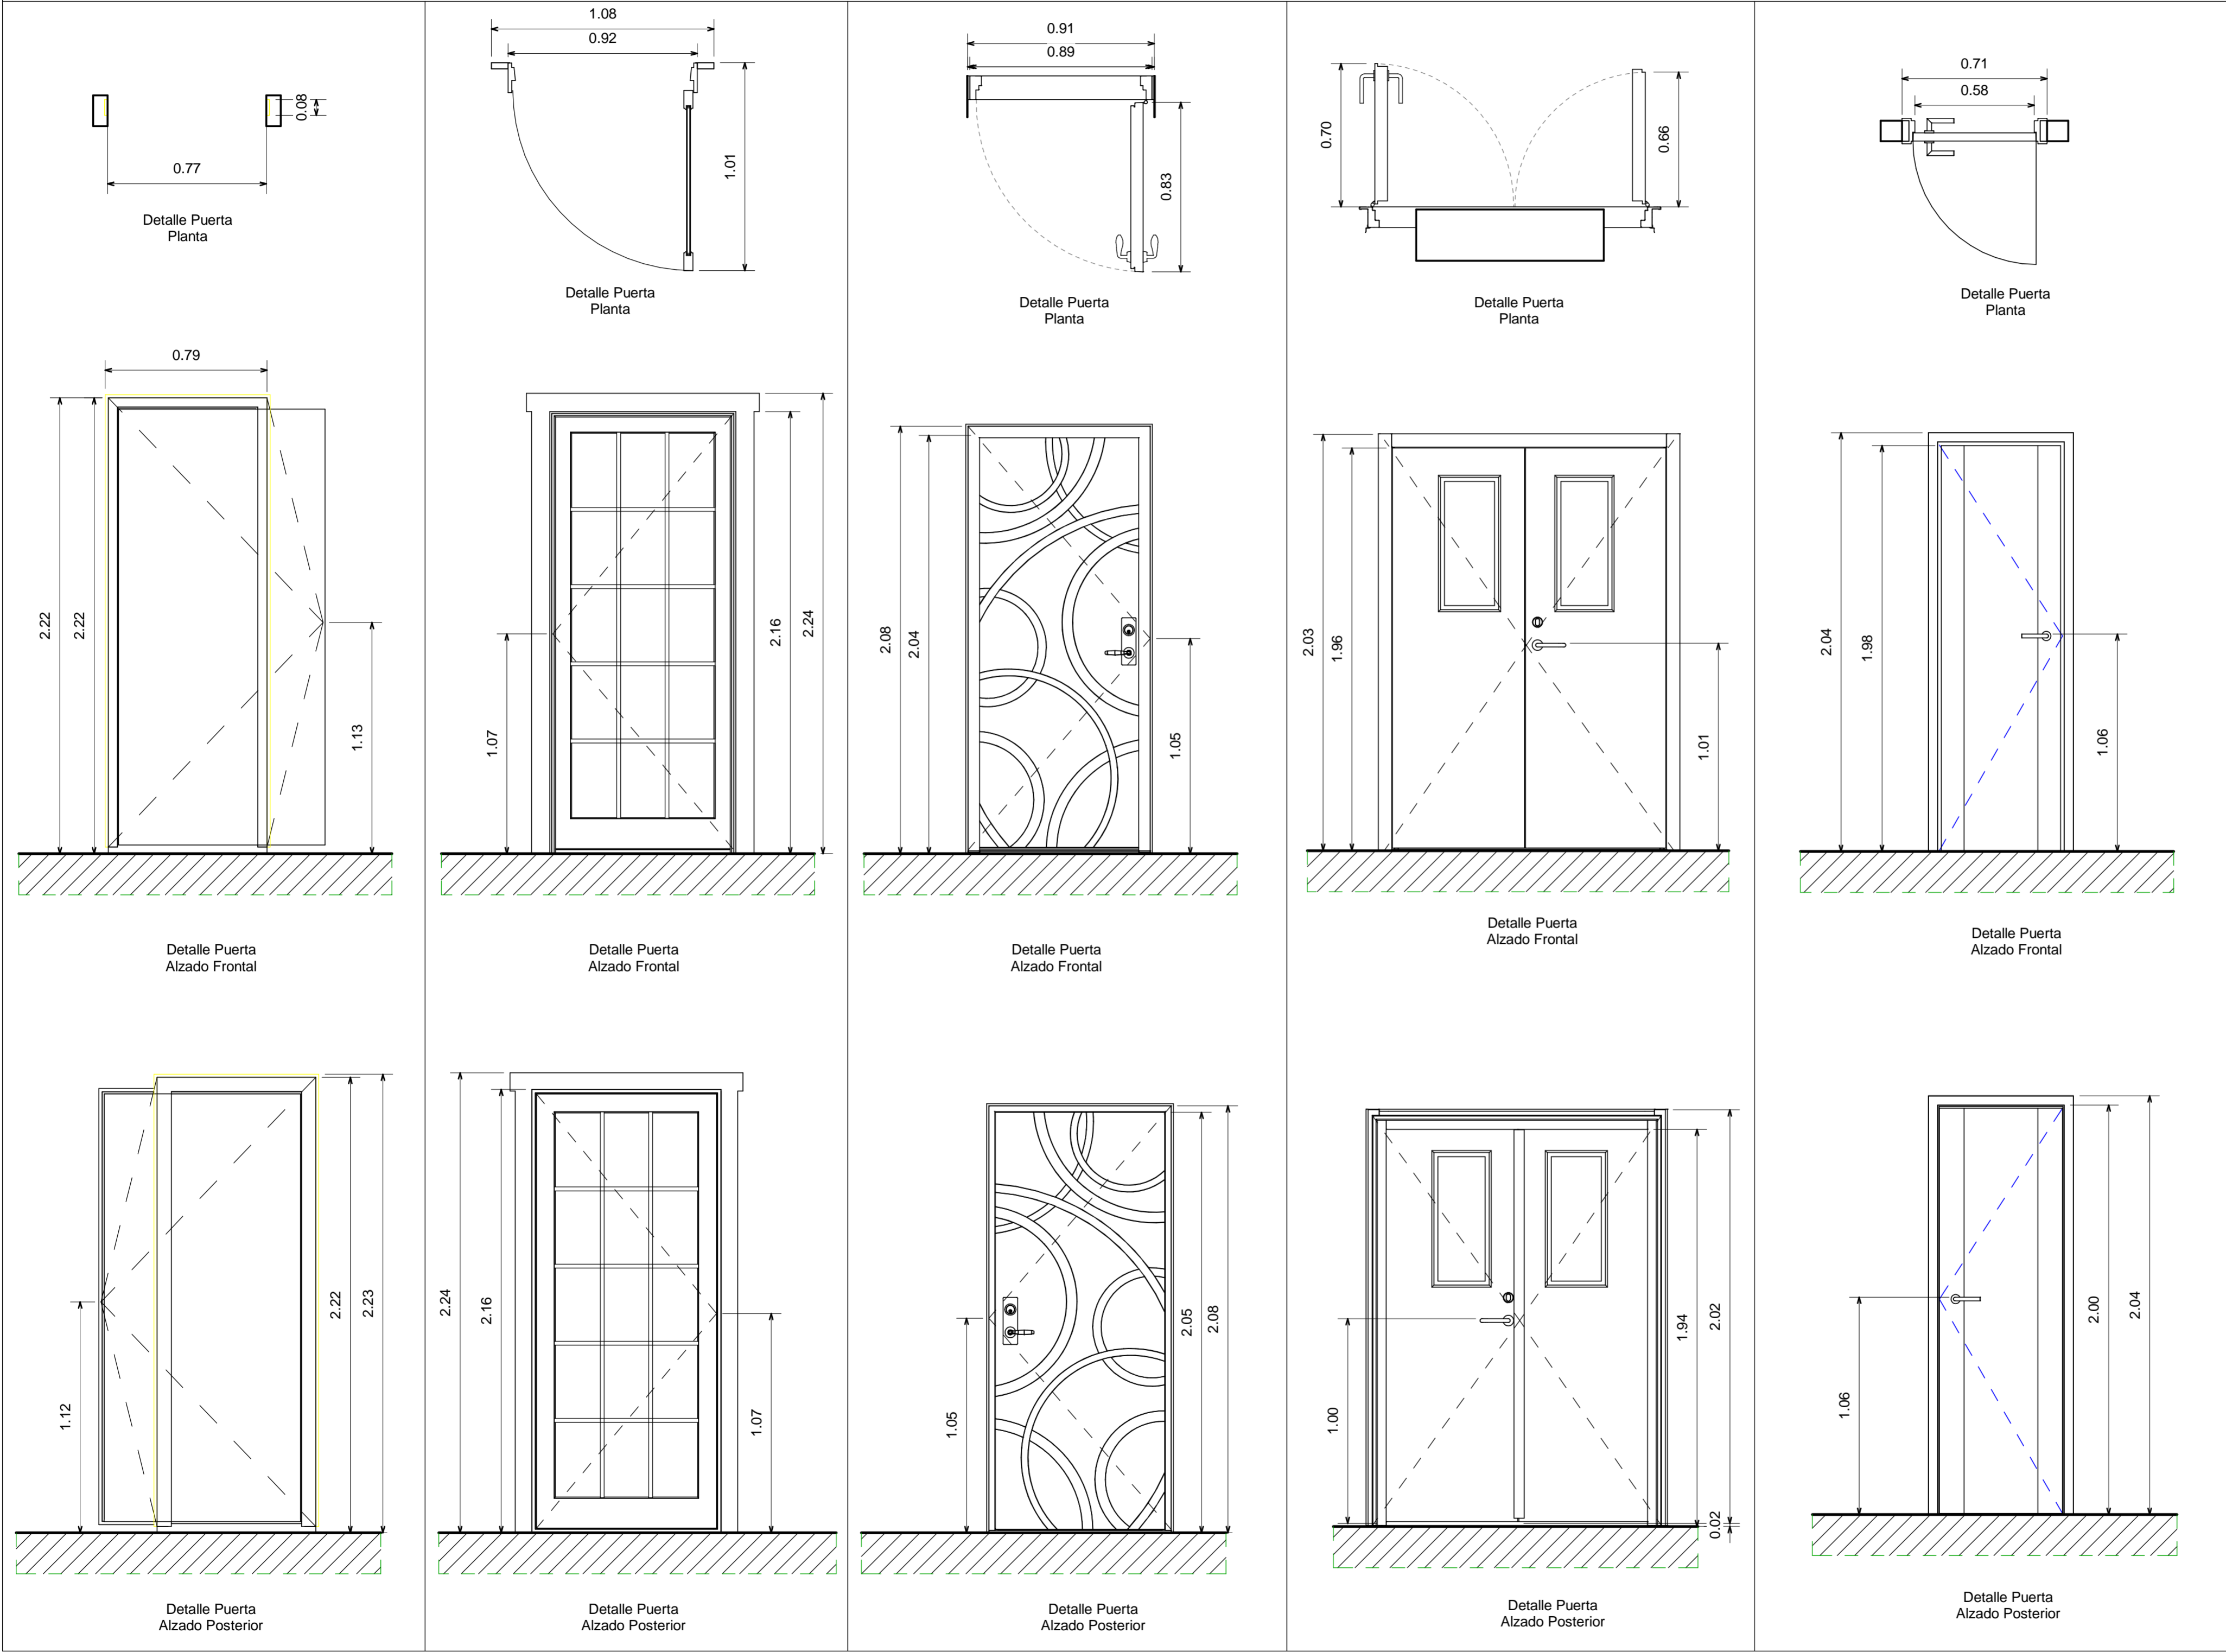 0.08
0.77
Detalle Puerta
Planta
0.79
2.22
2.22
1.13
Detalle Puerta
Alzado Frontal
1.12
2.22
2.23
Detalle Puerta
Alzado Posterior
1.08
0.92
1.01
Detalle Puerta
Planta
1.07
2.16
2.24
Detalle Puerta
Alzado Frontal
2.24
2.16
1.07
Detalle Puerta
Alzado Posterior
0.91
0.89
0.83
Detalle Puerta
Planta
2.08
2.04
1.05
Detalle Puerta
Alzado Frontal
1.05
2.05
2.08
Detalle Puerta
Alzado Posterior
0.70
0.66
Detalle Puerta
Planta
2.03
1.96
1.01
Detalle Puerta
Alzado Frontal
1.00
1.94
2.02
0.02
Detalle Puerta
Alzado Posterior
0.71
0.58
Detalle Puerta
Planta
2.04
1.98
1.06
Detalle Puerta
Alzado Frontal
1.06
2.00
2.04
Detalle Puerta
Alzado Posterior